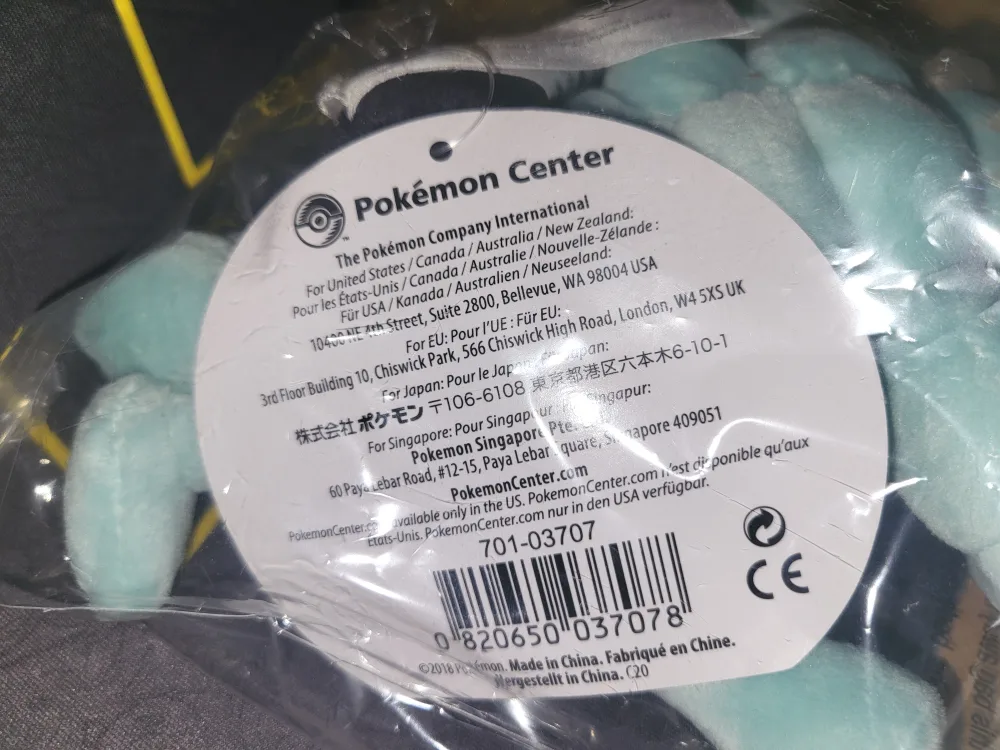 Pokémon Center
The Pokémon Company International
For United States / Canada / Australia / New Zealand:
Pour les États-Unis / Canada / Australie / Nouvelle-Zélande :
Für USA / Kanada / Australien / Neuseeland:
10400 NE 4th Street, Suite 2800, Bellevue, WA 98004 USA
For EU: Pour l'UE : Für EU:
3rd Floor Building 10, Chiswick Park, 566 Chiswick High Road, London, W4 5XS UK
For Japan: Pour le Japon Japan:
株式会社 ポケモン 〒106-6108 東京都港区六本木6-10-1
For Singapore: Pour Singapour Singapur:
Pokemon Singapore Pte.
60 Paya Lebar Road, #12-15, Paya Lebar Square, Singapore 409051
PokemonCenter.com
available only in the US. PokemonCenter.com n'est disponible qu'aux
États-Unis. PokemonCenter.com nur in den USA verfügbar.
701-03707
CE
0 820650 037078
©2018 Pokémon. Made in China. Fabriqué en Chine.
Hergestellt in China. C20